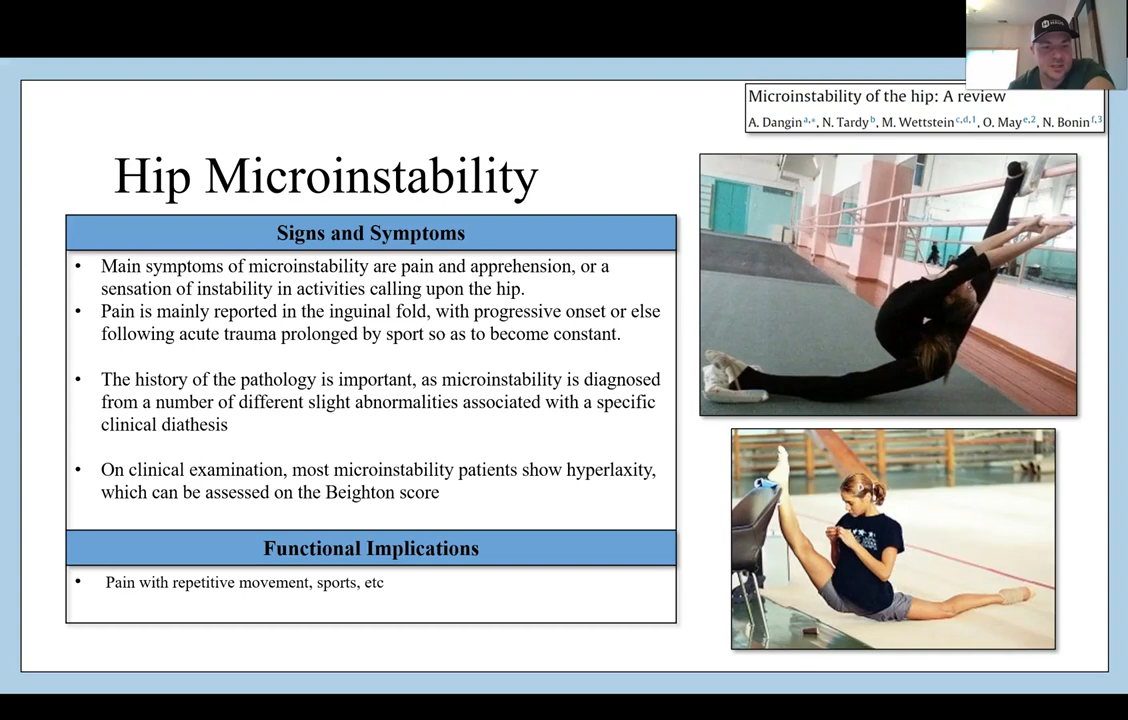 Microinstability of the hip: A review
A. Dangin a,*, N. Tardy b, M. Wettstein c,d,1, O. May e,2, N. Bonin f,3
Hip Microinstability
Signs and Symptoms
• Main symptoms of microinstability are pain and apprehension, or a
sensation of instability in activities calling upon the hip.
• Pain is mainly reported in the inguinal fold, with progressive onset or else
following acute trauma prolonged by sport so as to become constant.
• The history of the pathology is important, as microinstability is diagnosed
from a number of different slight abnormalities associated with a specific
clinical diathesis
• On clinical examination, most microinstability patients show hyperlaxity,
which can be assessed on the Beighton score
Functional Implications
• Pain with repetitive movement, sports, etc